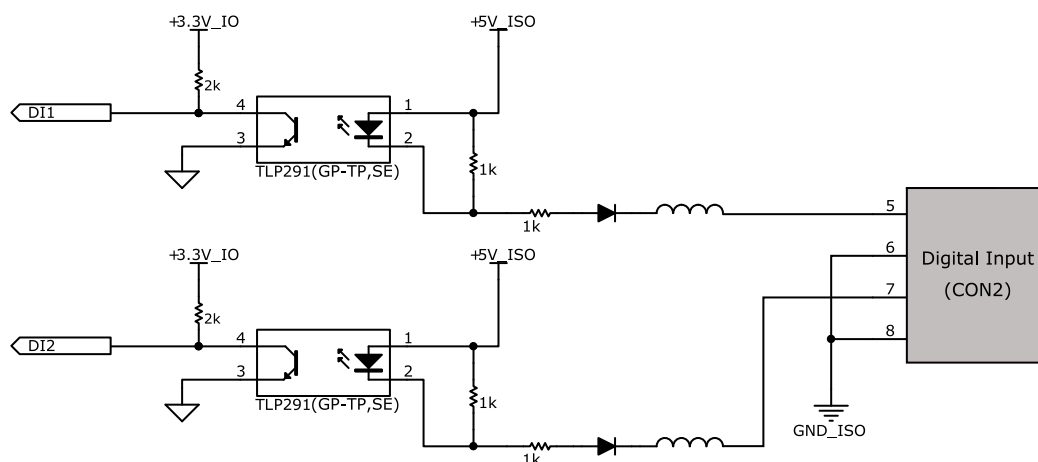 +3.3V_IO
+5V_ISO
2k
DI1
4
1
3
2
TLP291(GP-TP,SE)
1k
1k
5
6
Digital Input
(CON2)
7
8
GND_ISO
+3.3V_IO
+5V_ISO
2k
DI2
4
1
3
2
TLP291(GP-TP,SE)
1k
1k